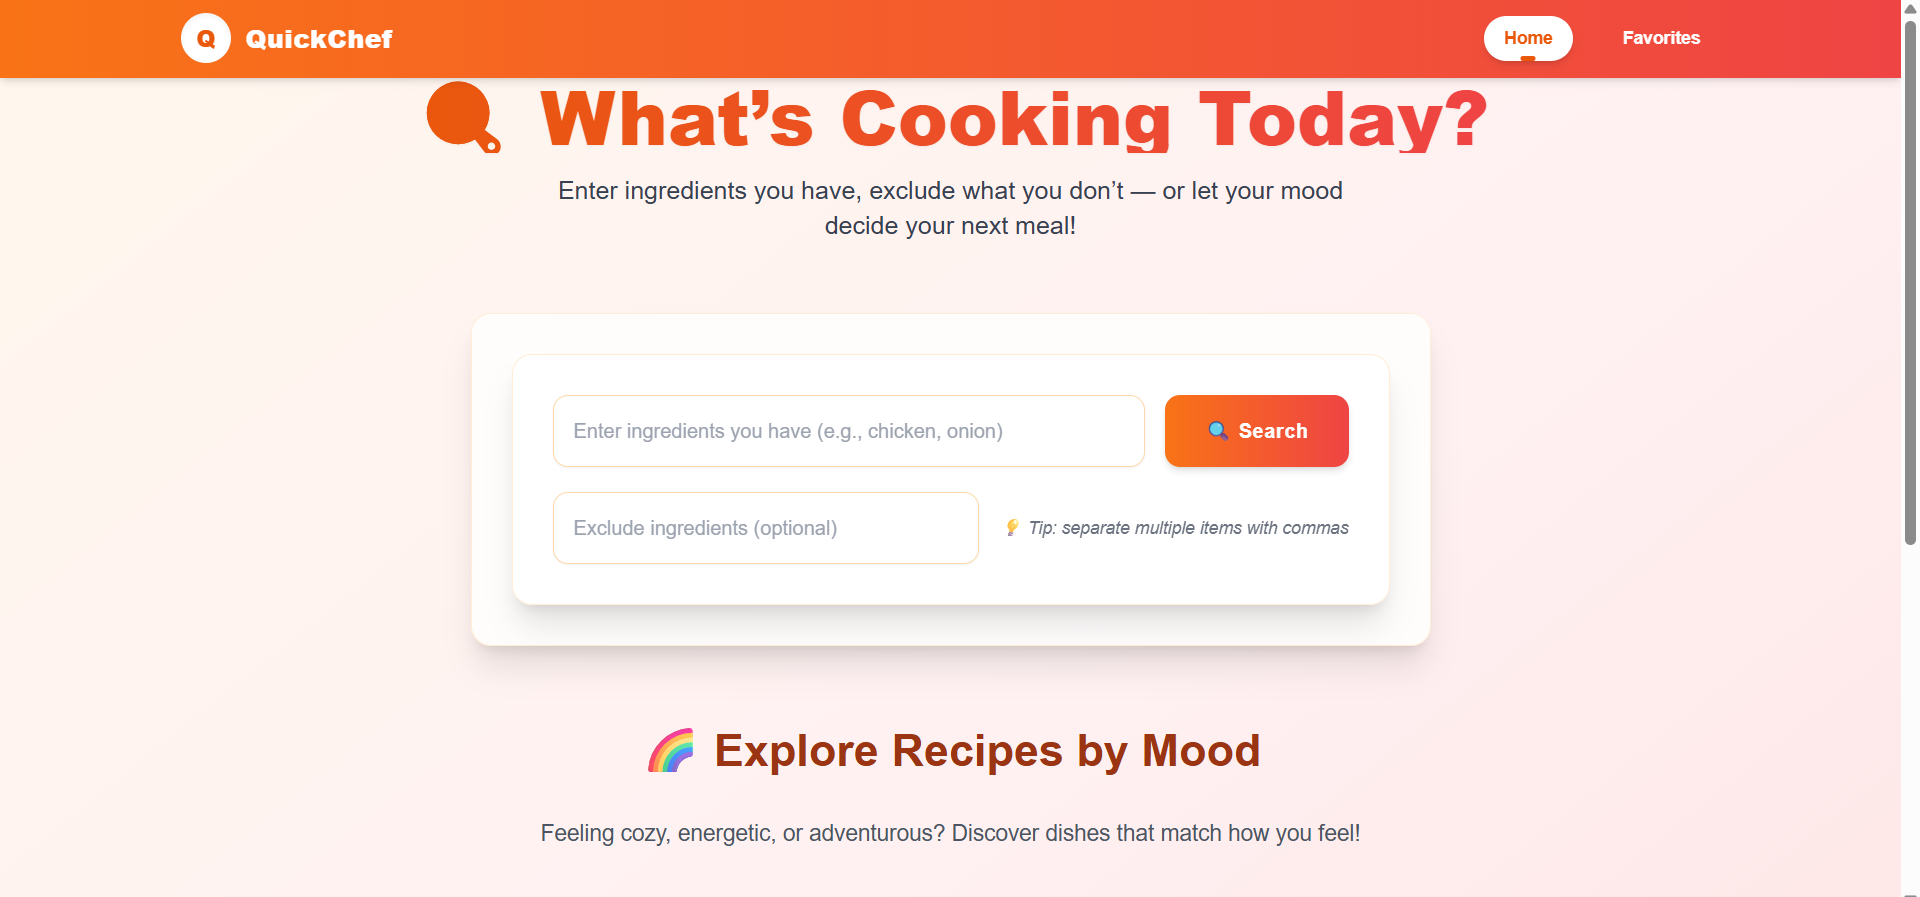 Q QuickChef
Home
Favorites
What’s Cooking Today?
Enter ingredients you have, exclude what you don’t — or let your mood
decide your next meal!
Enter ingredients you have (e.g., chicken, onion)
Search
Exclude ingredients (optional)
Tip: separate multiple items with commas
Explore Recipes by Mood
Feeling cozy, energetic, or adventurous? Discover dishes that match how you feel!